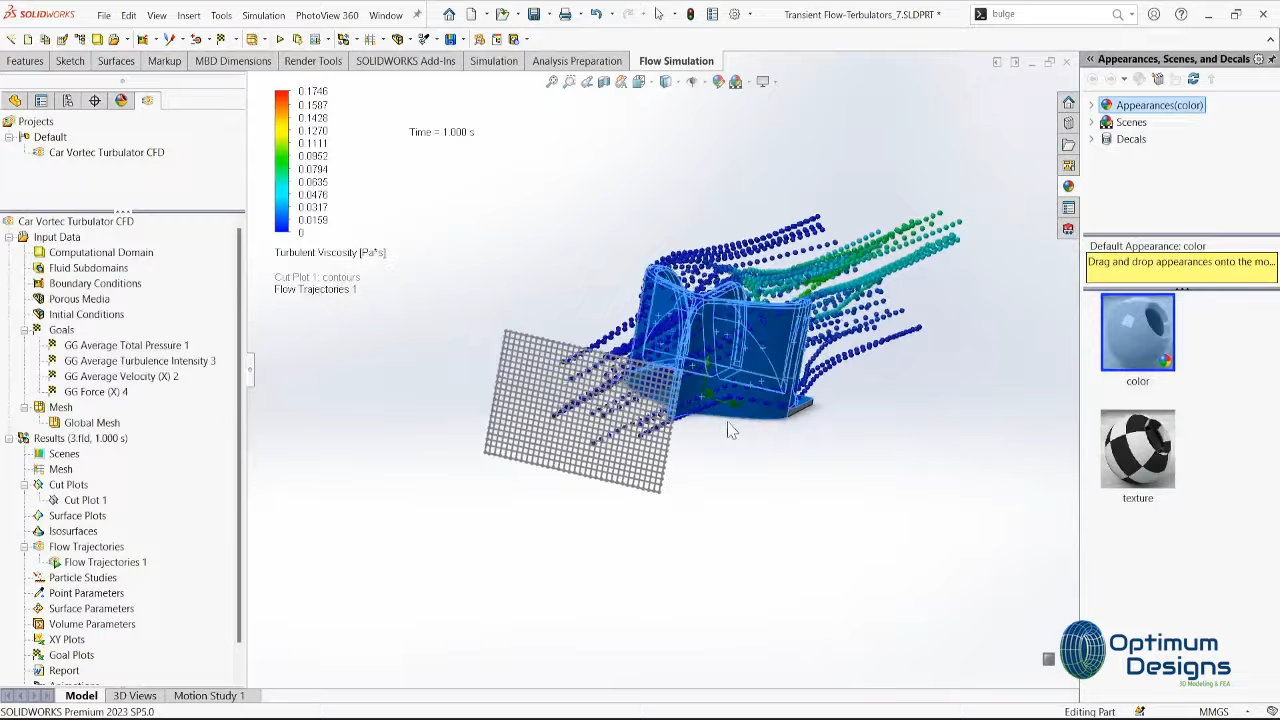 SOLIDWORKS
File
Edit
View
Insert
Tools
Simulation
PhotoView 360
Window
Transient Flow-Terbulators_7.SLDPRT *
bulge
Features
Sketch
Surfaces
Markup
MBD Dimensions
Render Tools
SOLIDWORKS Add-Ins
Simulation
Analysis Preparation
Flow Simulation
Appearances, Scenes, and Decals
Projects
Default
Car Vortec Turbulator CFD
Car Vortec Turbulator CFD
Input Data
Computational Domain
Fluid Subdomains
Boundary Conditions
Porous Media
Initial Conditions
Goals
GG Average Total Pressure 1
GG Average Turbulence Intensity 3
GG Average Velocity (X) 2
GG Force (X) 4
Mesh
Global Mesh
Results (3.fld, 1.000 s)
Scenes
Mesh
Cut Plots
Cut Plot 1
Surface Plots
Isosurfaces
Flow Trajectories
Flow Trajectories 1
Particle Studies
Point Parameters
Surface Parameters
Volume Parameters
XY Plots
Goal Plots
Report
0.1746
0.1587
0.1428
0.1270
0.1111
0.0952
0.0794
0.0635
0.0476
0.0317
0.0159
0
Turbulent Viscosity [Pa*s]
Cut Plot 1: contours
Flow Trajectories 1
Time = 1.000 s
Appearances(color)
Scenes
Decals
Default Appearance: color
Drag and drop appearances onto the mo...
color
texture
Optimum
Designs
3D Modeling & FEA
Model
3D Views
Motion Study 1
SOLIDWORKS Premium 2023 SP5.0
Editing Part
MMGS